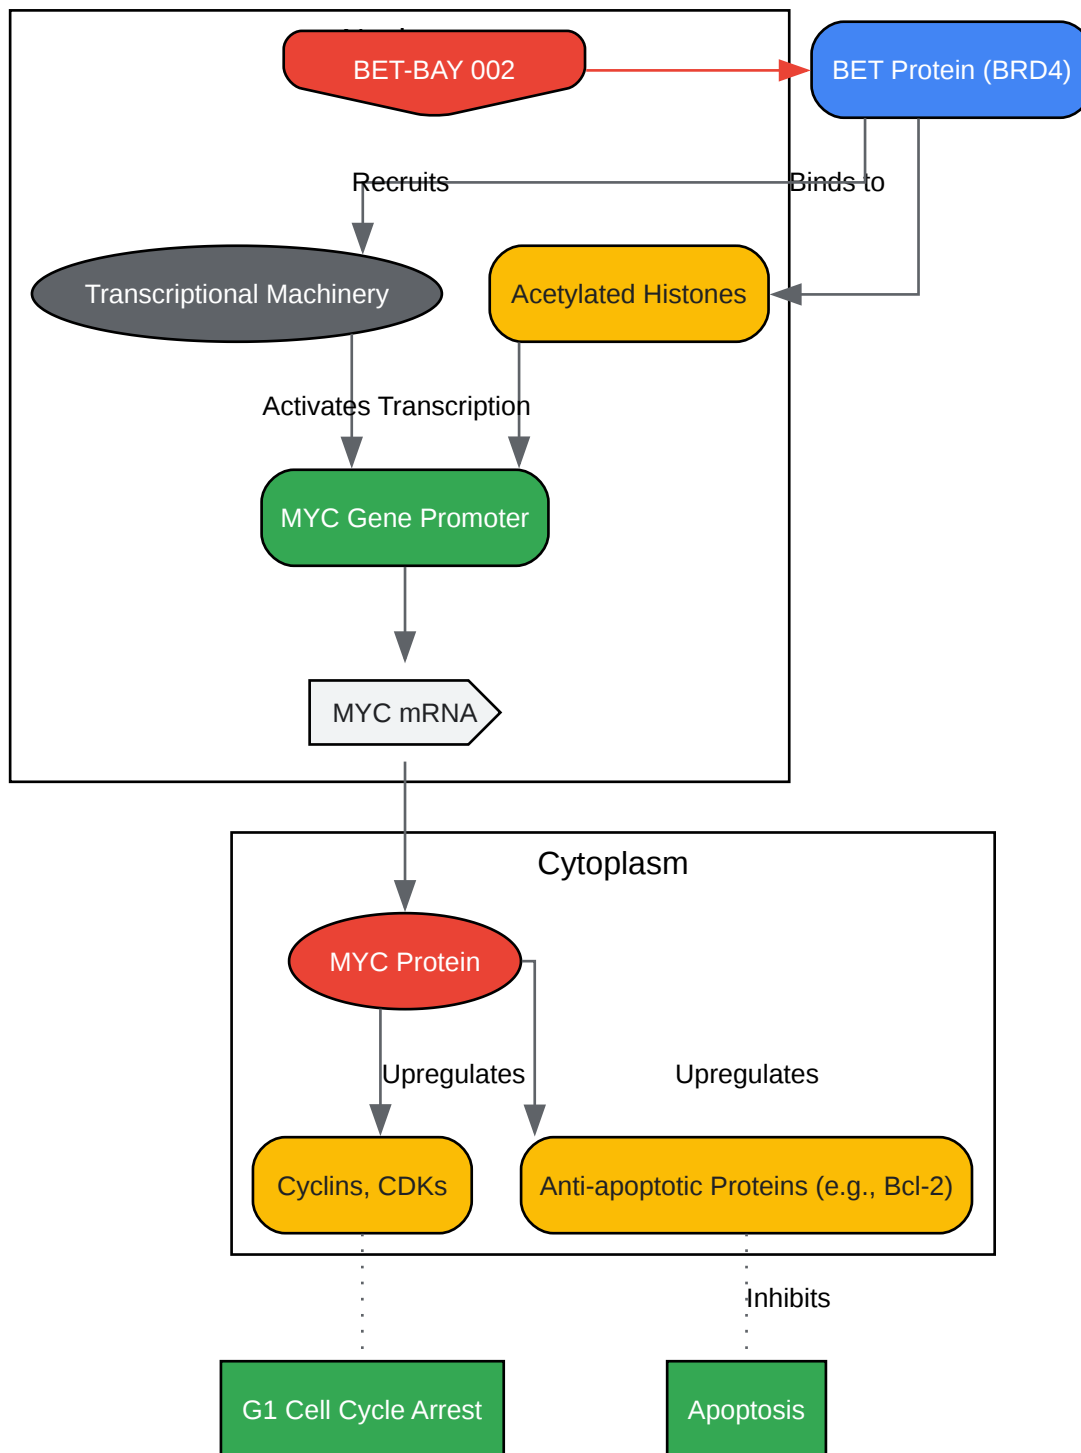 BET-BAY 002
BET Protein (BRD4)
Recruits
Binds to
Transcriptional Machinery
Acetylated Histones
Activates Transcription
MYC Gene Promoter
MYC mRNA
Cytoplasm
MYC Protein
Upregulates
Upregulates
Cyclins, CDKs
Anti-apoptotic Proteins (e.g., Bcl-2)
Inhibits
G1 Cell Cycle Arrest
Apoptosis